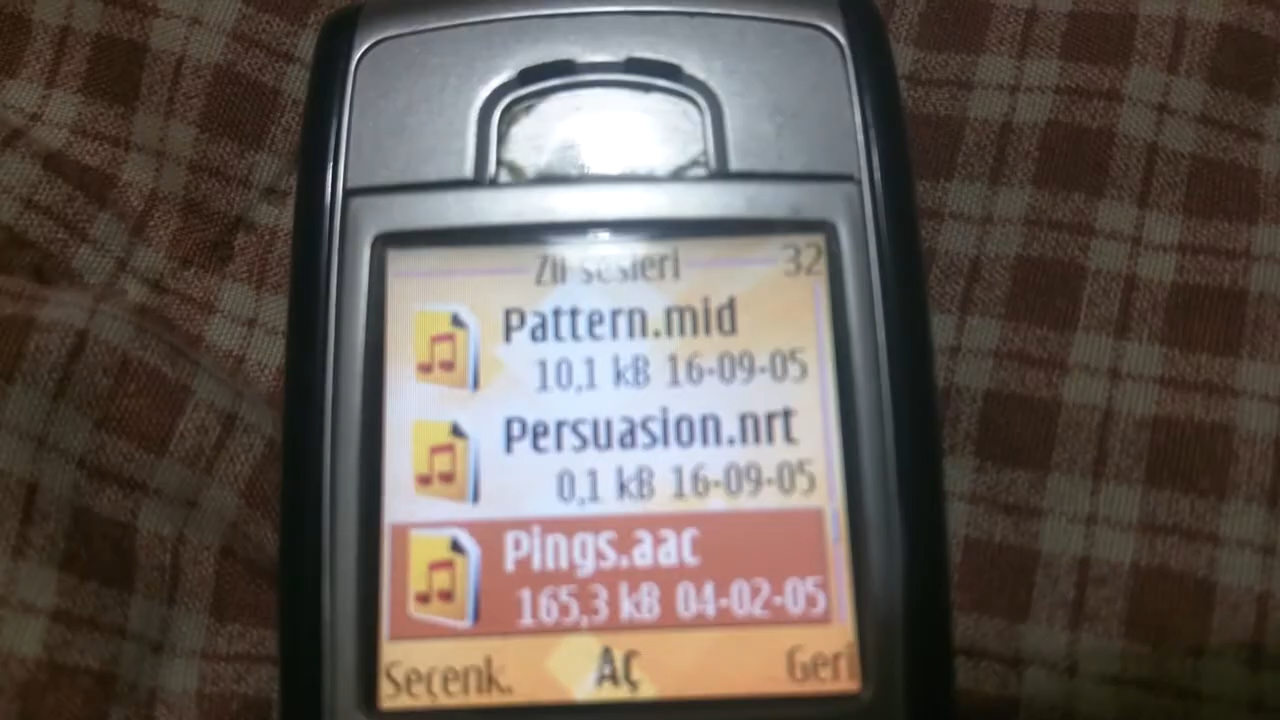 Zil sesleri 32
Pattern.mid
10,1 kB 16-09-05
Persuasion.nrt
0,1 kB 16-09-05
Pings.aac
165,3 kB 04-02-05
Seçenk. Aç Geri